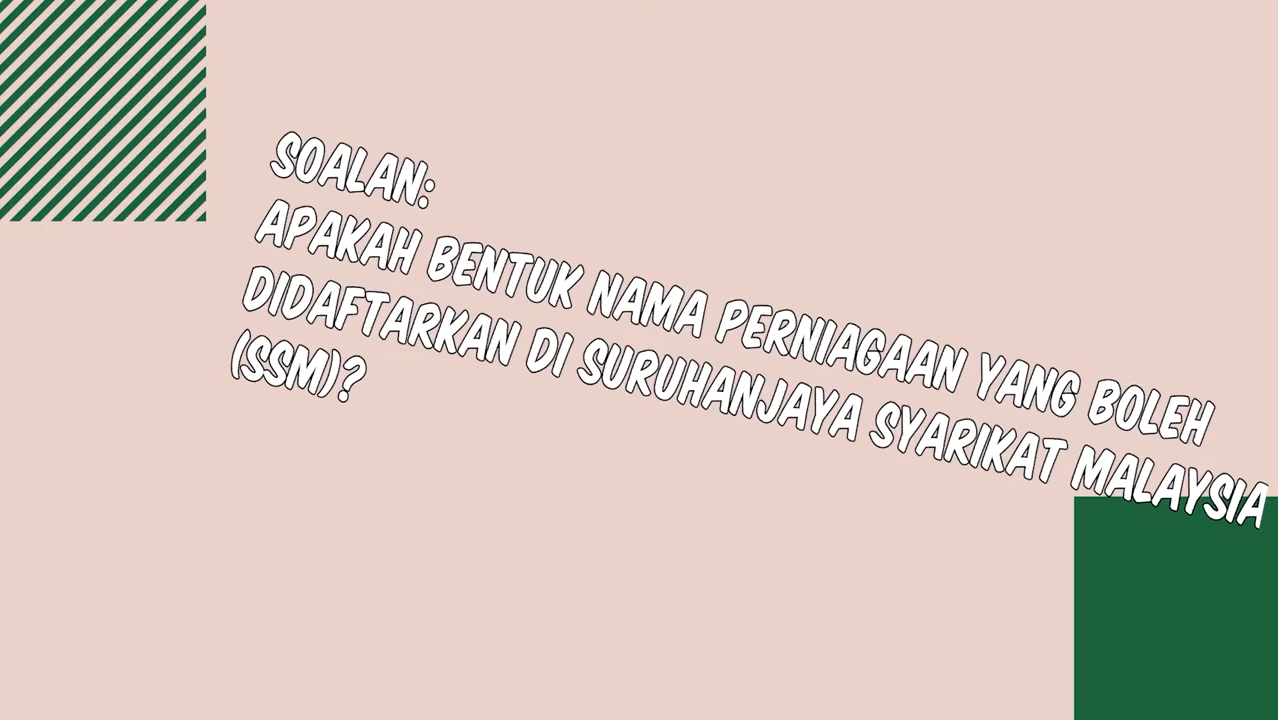 SOALAN:
APAKAH BENTUK NAMA PERNIAGAAN YANG BOLEH
DIDAFTARKAN DI SURUHANJAYA SYARIKAT MALAYSIA
(SSM)?